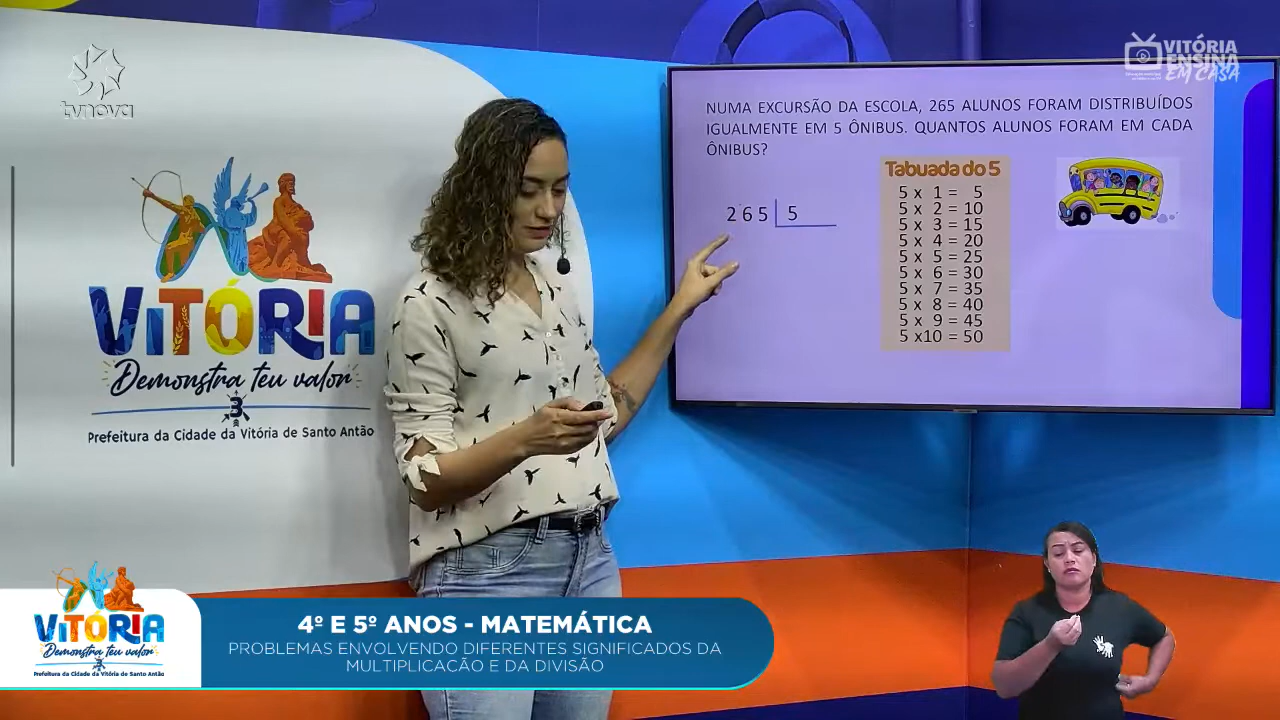 tvnova
VITÓRIA
ENSINA
EM CASA
NUMA EXCURSÃO DA ESCOLA, 265 ALUNOS FORAM DISTRIBUÍDOS
IGUALMENTE EM 5 ÔNIBUS. QUANTOS ALUNOS FORAM EM CADA
ÔNIBUS?
265 5
Tabuada do 5
5 x 1 = 5
5 x 2 = 10
5 x 3 = 15
5 x 4 = 20
5 x 5 = 25
5 x 6 = 30
5 x 7 = 35
5 x 8 = 40
5 x 9 = 45
5 x10 = 50
VITÓRIA
Demonstra teu valor
Prefeitura da Cidade da Vitória de Santo Antão
VITÓRIA
Demonstra teu valor
Prefeitura da Cidade da Vitória de Santo Antão
4º E 5º ANOS - MATEMÁTICA
PROBLEMAS ENVOLVENDO DIFERENTES SIGNIFICADOS DA
MULTIPLICAÇÃO E DA DIVISÃO